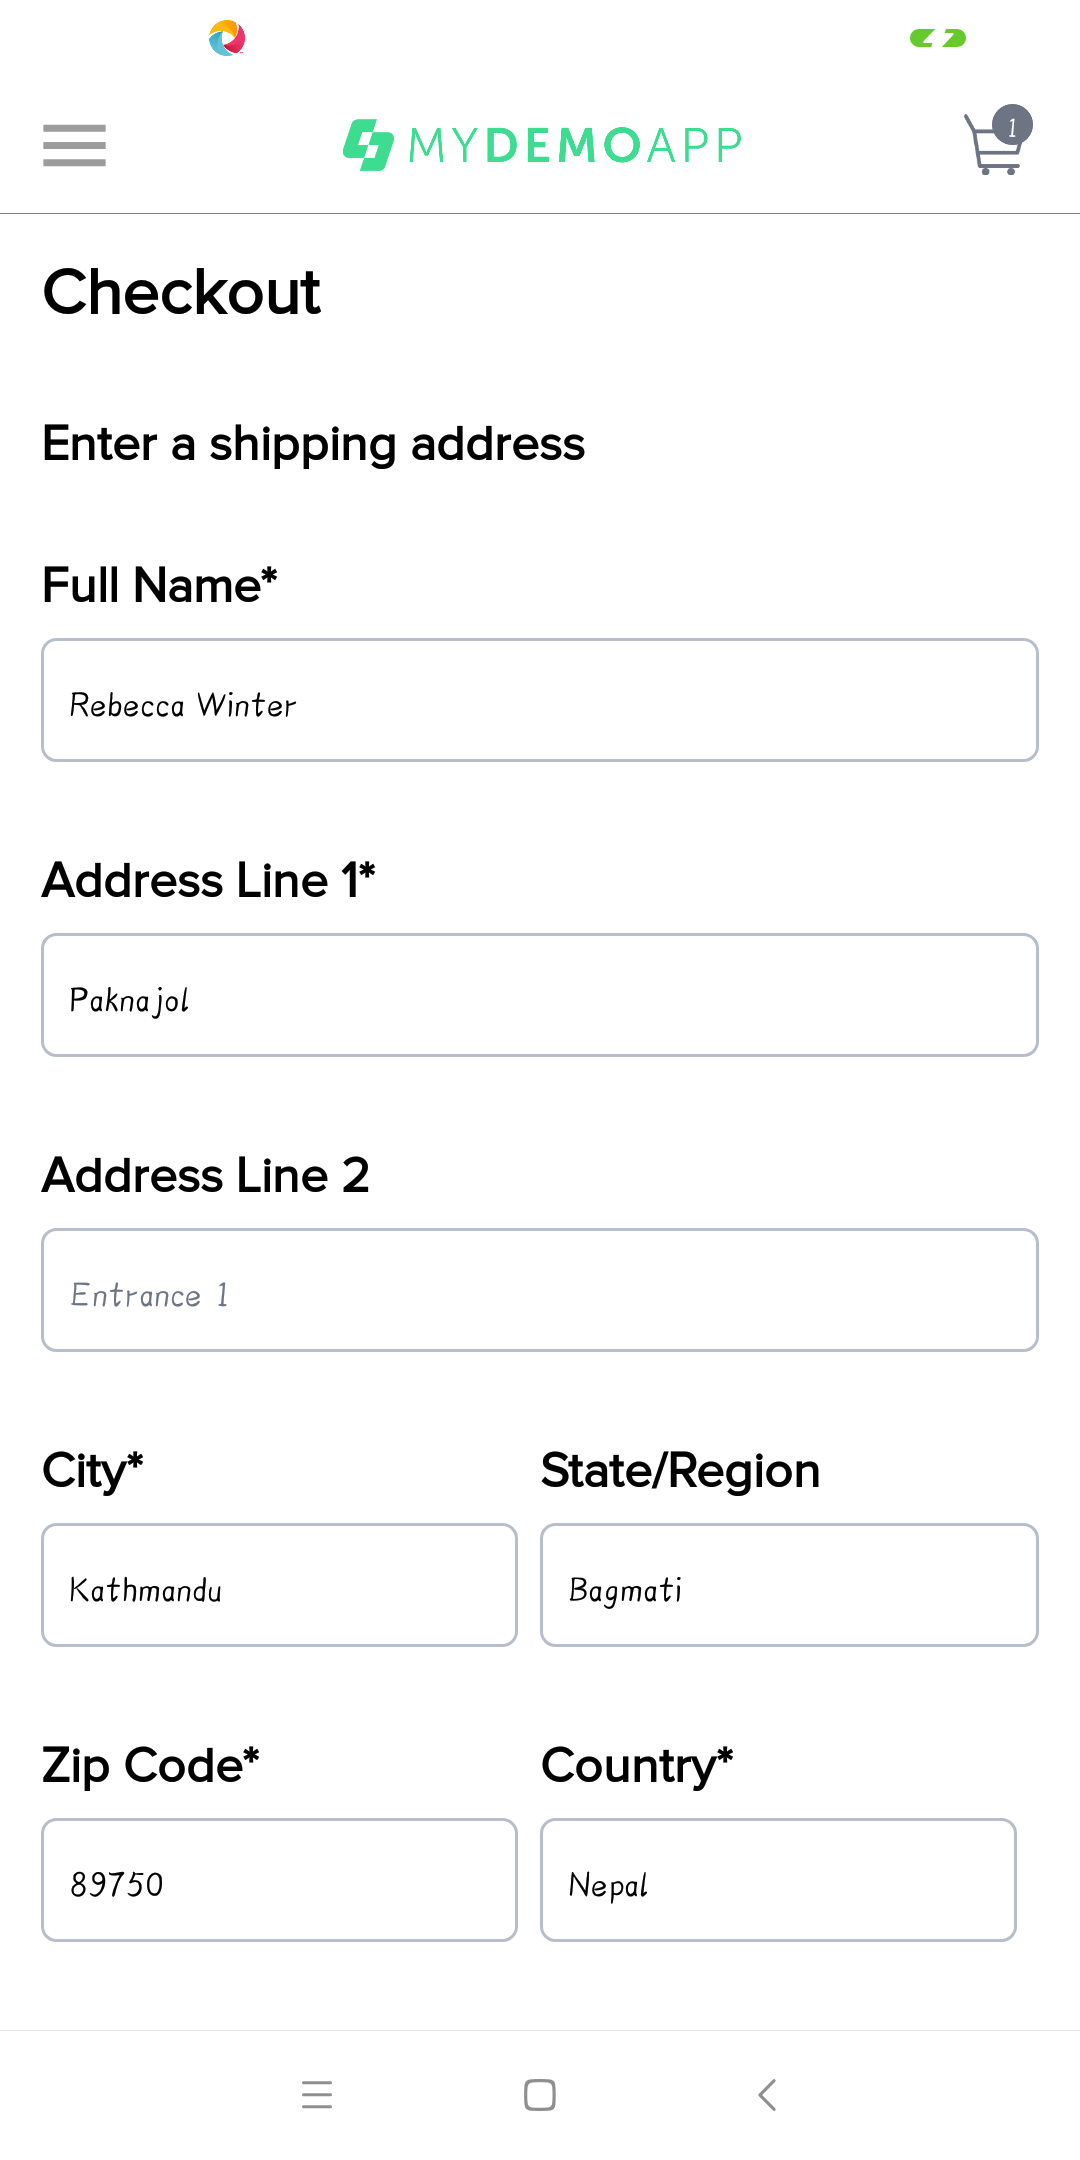 MYDEMOAPP
1
Checkout
Enter a shipping address
Full Name*
Rebecca Winter
Address Line 1*
Paknajol
Address Line 2
Entrance 1
City* State/Region
Kathmandu Bagmati
Zip Code* Country*
89750 Nepal